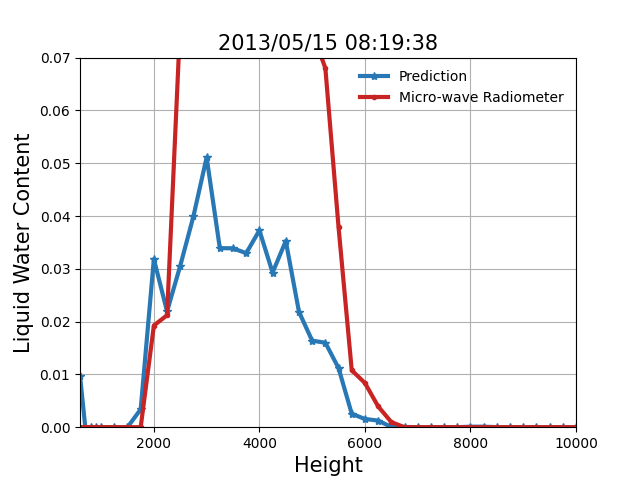 2013/05/15 08:19:38
Prediction
Micro-wave Radiometer
Liquid Water Content
0.07
0.06
0.05
0.04
0.03
0.02
0.01
0.00
2000 4000 6000 8000 10000
Height